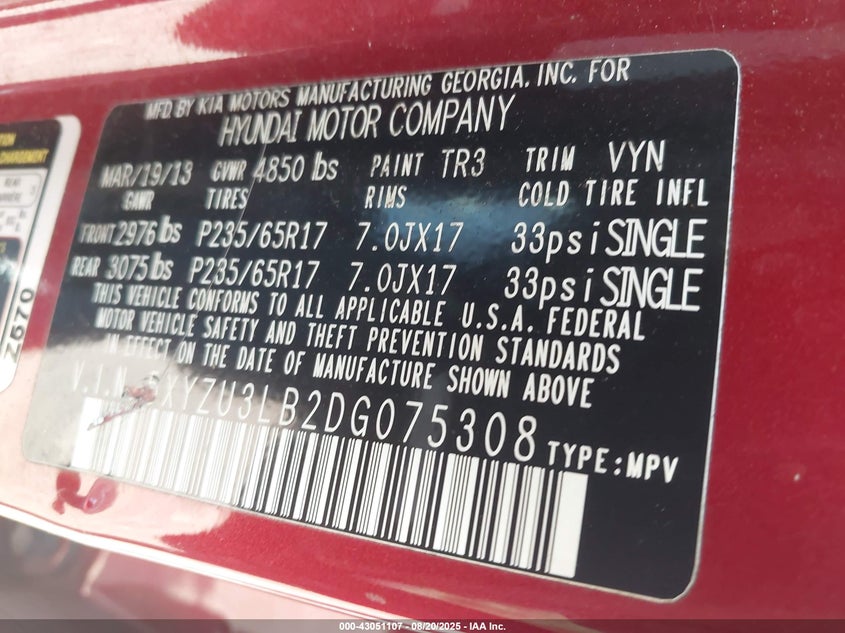 MFD BY KIA MOTORS MANUFACTURING GEORGIA, INC. FOR
HYUNDAI MOTOR COMPANY
MAR/19/13 GVWR 4850 lbs PAINT TR3 TRIM VYN
GAWR TIRES RIMS COLD TIRE INFL
FRONT 2976 lbs P235/65R17 7.0JX17 33psi SINGLE
REAR 3075 lbs P235/65R17 7.0JX17 33psi SINGLE
THIS VEHICLE CONFORMS TO ALL APPLICABLE U.S.A. FEDERAL
MOTOR VEHICLE SAFETY AND THEFT PREVENTION STANDARDS
IN EFFECT ON THE DATE OF MANUFACTURE SHOWN ABOVE
V.I.N XYZU3LB2DG075308 TYPE:MPV
Z670
000-43051107 - 08/20/2025 - IAA Inc.